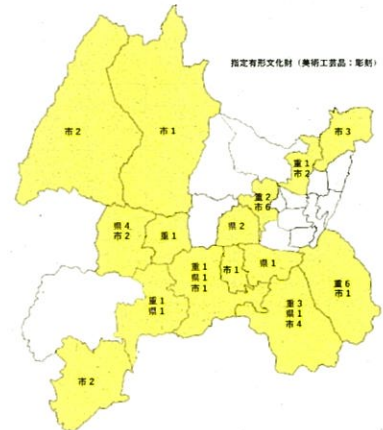 指定有形文化財（美術工芸品：彫刻）
市2
市1
市3
重1
市2
重2
市6
県4
市2
重1
県2
重1
県1
市1
市1
県1
重6
市1
重1
県1
重3
県1
市4
市2